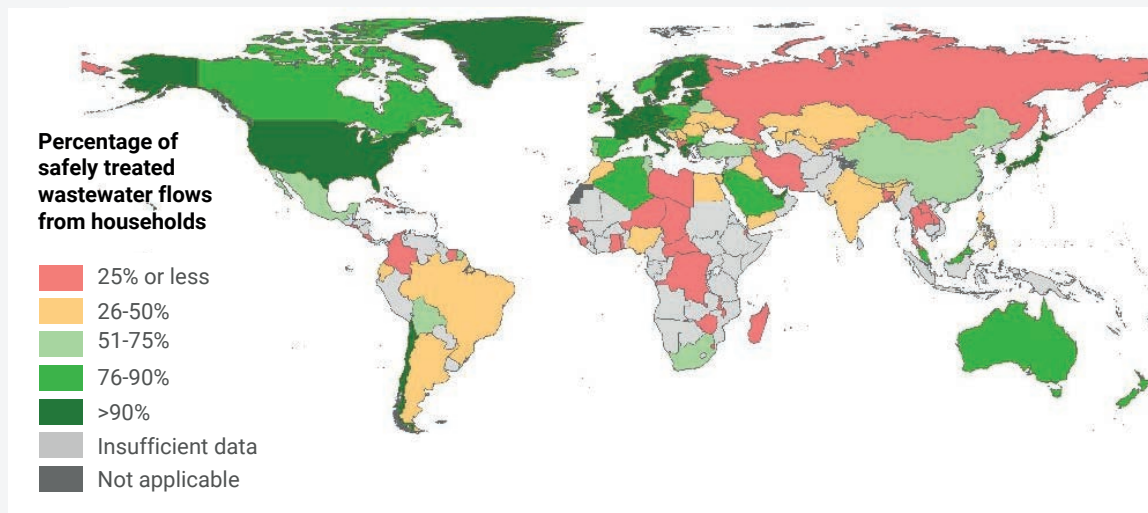 Percentage of
safely treated
wastewater flows
from households
25% or less
26-50%
51-75%
76-90%
>90%
Insufficient data
Not applicable